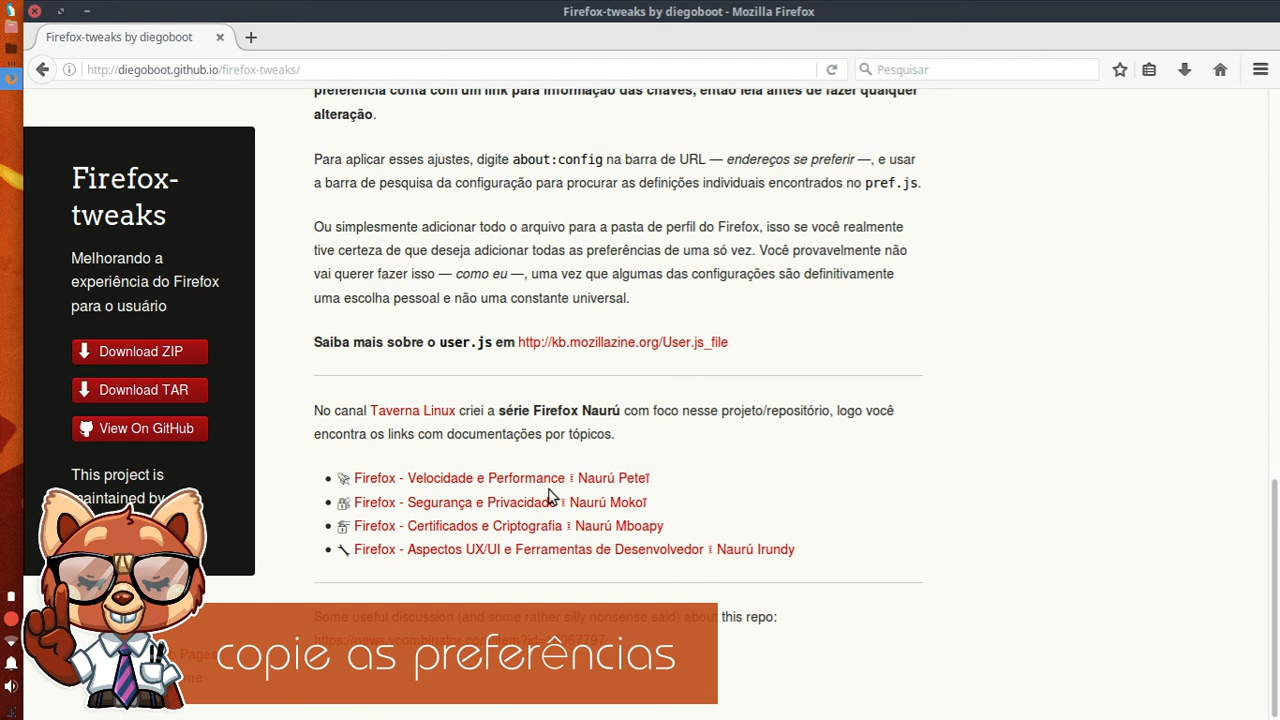 Firefox-tweaks by diegoboot - Mozilla Firefox
Firefox-tweaks by diegoboot
http://diegoboot.github.io/firefox-tweaks/
Pesquisar
preferência conta com um link para informação das chaves, então leia antes de fazer qualquer
alteração.
Para aplicar esses ajustes, digite about:config na barra de URL — endereços se preferir —, e usar
a barra de pesquisa da configuração para procurar as definições individuais encontrados no pref.js.
Ou simplesmente adicionar todo o arquivo para a pasta de perfil do Firefox, isso se você realmente
tive certeza de que deseja adicionar todas as preferências de uma só vez. Você provavelmente não
vai querer fazer isso — como eu —, uma vez que algumas das configurações são definitivamente
uma escolha pessoal e não uma constante universal.
Saiba mais sobre o user.js em http://kb.mozillazine.org/User.js_file
No canal Taverna Linux criei a série Firefox Naurú com foco nesse projeto/repositório, logo você
encontra os links com documentações por tópicos.
Firefox - Velocidade e Performance Naurú Peteĩ
Firefox - Segurança e Privacidade Naurú Mokoĩ
Firefox - Certificados e Criptografia Naurú Mboapy
Firefox - Aspectos UX/UI e Ferramentas de Desenvolvedor Naurú Irundy
Some useful discussion (and some rather silly nonsense said) about this repo:
Firefox-
tweaks
Melhorando a
experiência do Firefox
para o usuário
Download ZIP
Download TAR
View On GitHub
This project is
maintained by
copie as preferências